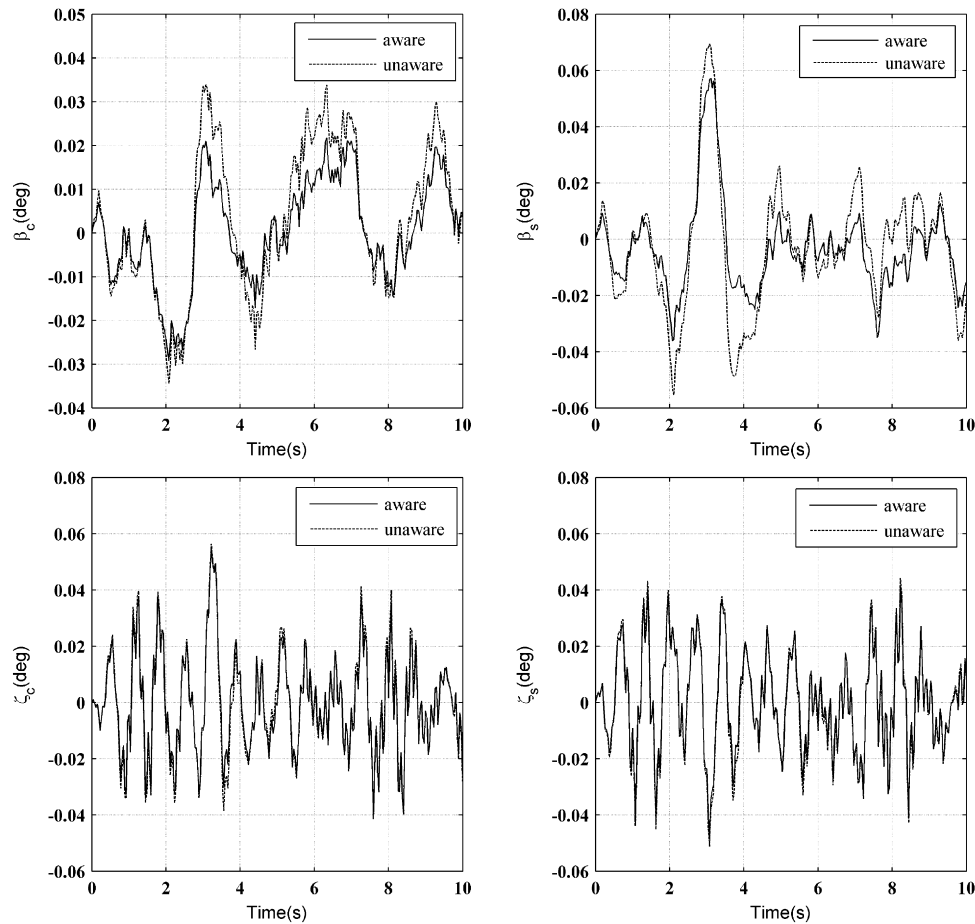 aware
unaware
0.05
0.04
0.03
0.02
0.01
0
-0.01
-0.02
-0.03
-0.04
β_c(deg)
0 2 4 6 8 10
Time(s)
aware
unaware
0.08
0.06
0.04
0.02
0
-0.02
-0.04
-0.06
β_s(deg)
0 2 4 6 8 10
Time(s)
aware
unaware
0.08
0.06
0.04
0.02
0
-0.02
-0.04
-0.06
ζ_c(deg)
0 2 4 6 8 10
Time(s)
aware
unaware
0.08
0.06
0.04
0.02
0
-0.02
-0.04
-0.06
ζ_s(deg)
0 2 4 6 8 10
Time(s)